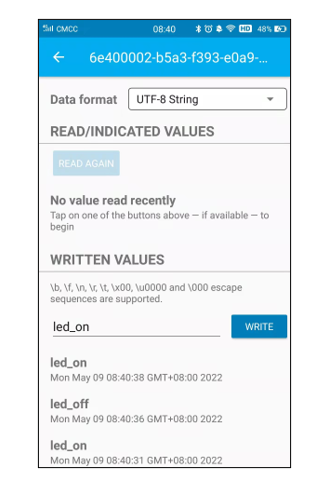 5ıl CMCC 08:40 HD 48%
6e400002-b5a3-f393-e0a9-...
Data format UTF-8 String
READ/INDICATED VALUES
READ AGAIN
No value read recently
Tap on one of the buttons above — if available — to
begin
WRITTEN VALUES
\b, \f, \n, \r, \t, \x00, \u0000 and \000 escape
sequences are supported.
led_on WRITE
led_on
Mon May 09 08:40:38 GMT+08:00 2022
led_off
Mon May 09 08:40:36 GMT+08:00 2022
led_on
Mon May 09 08:40:31 GMT+08:00 2022